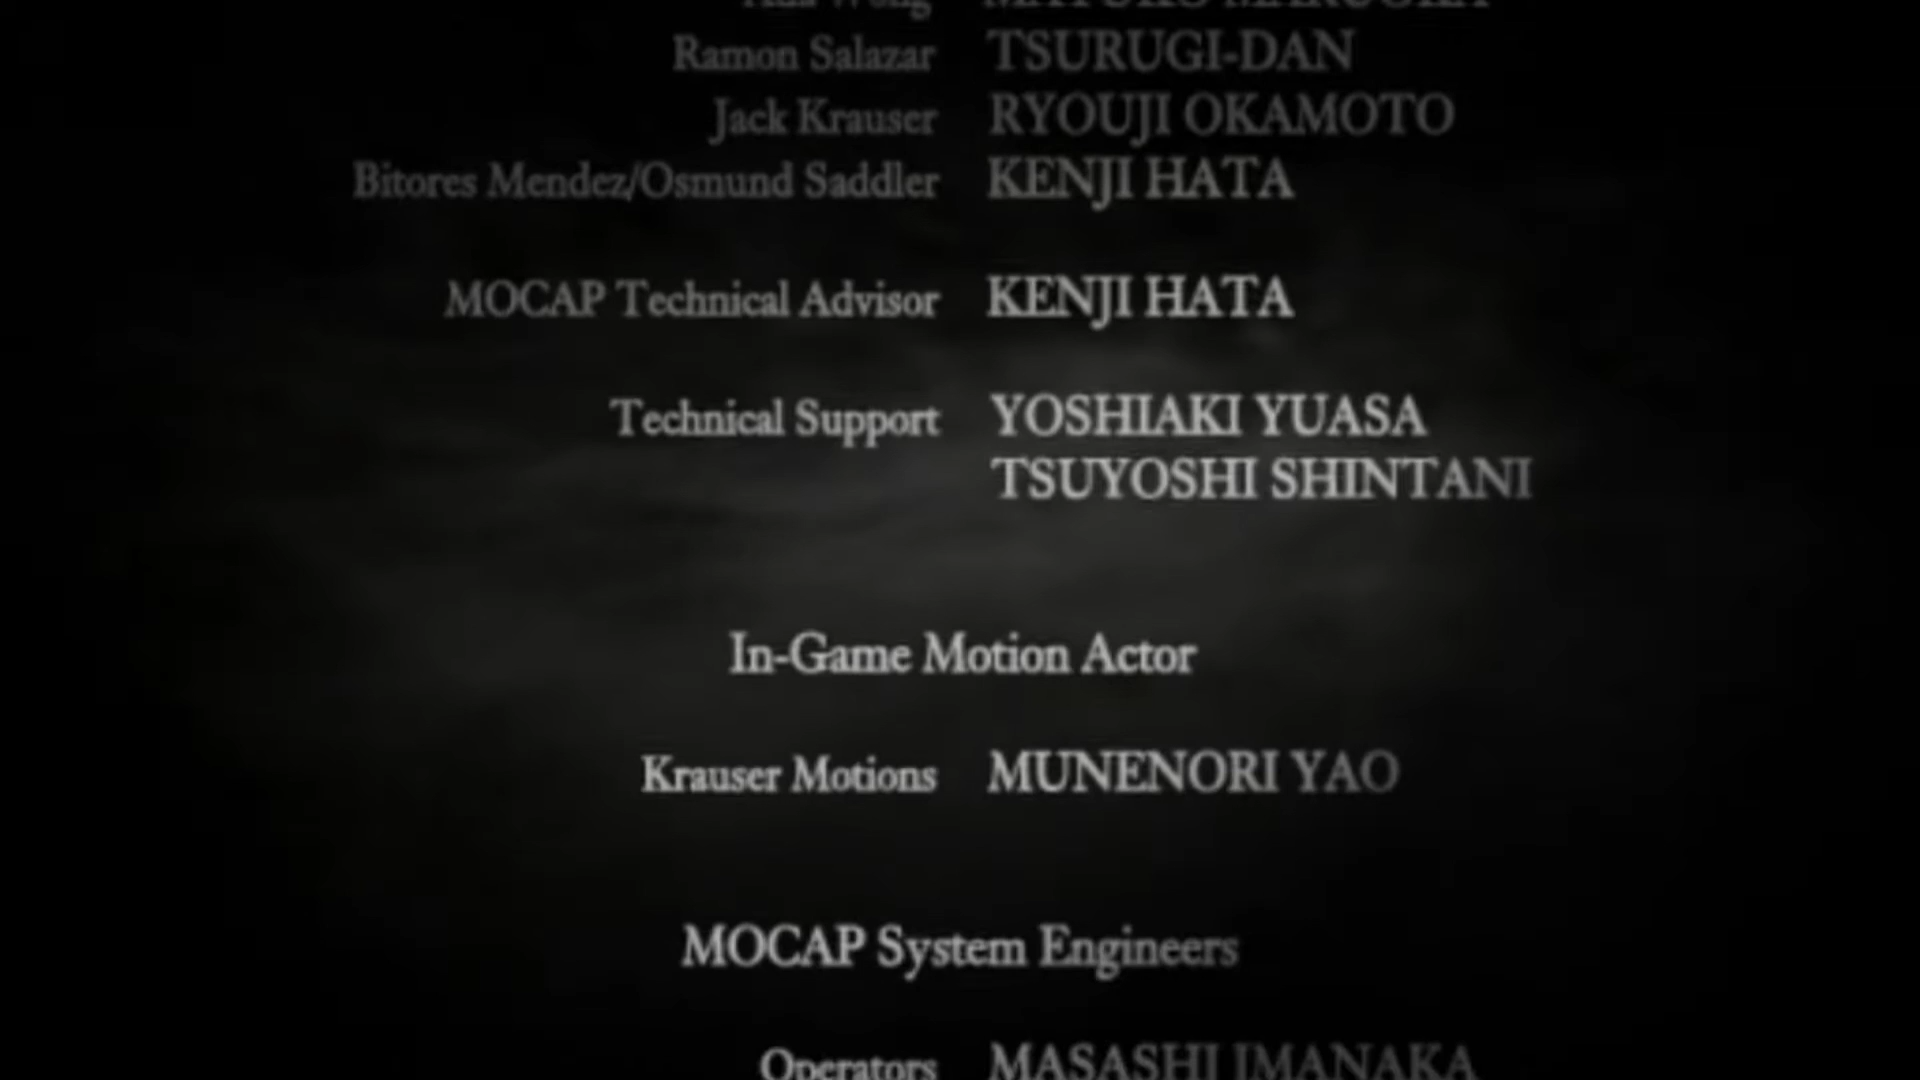 Ramon Salazar TSURUGI-DAN
Jack Krauser RYOUJI OKAMOTO
Bitores Mendez/Osmund Saddler KENJI HATA
MOCAP Technical Advisor KENJI HATA
Technical Support YOSHIAKI YUASA
TSUYOSHI SHINTANI
In-Game Motion Actor
Krauser Motions MUNENORI YAO
MOCAP System Engineers
Operators MASASHI IMANAKA